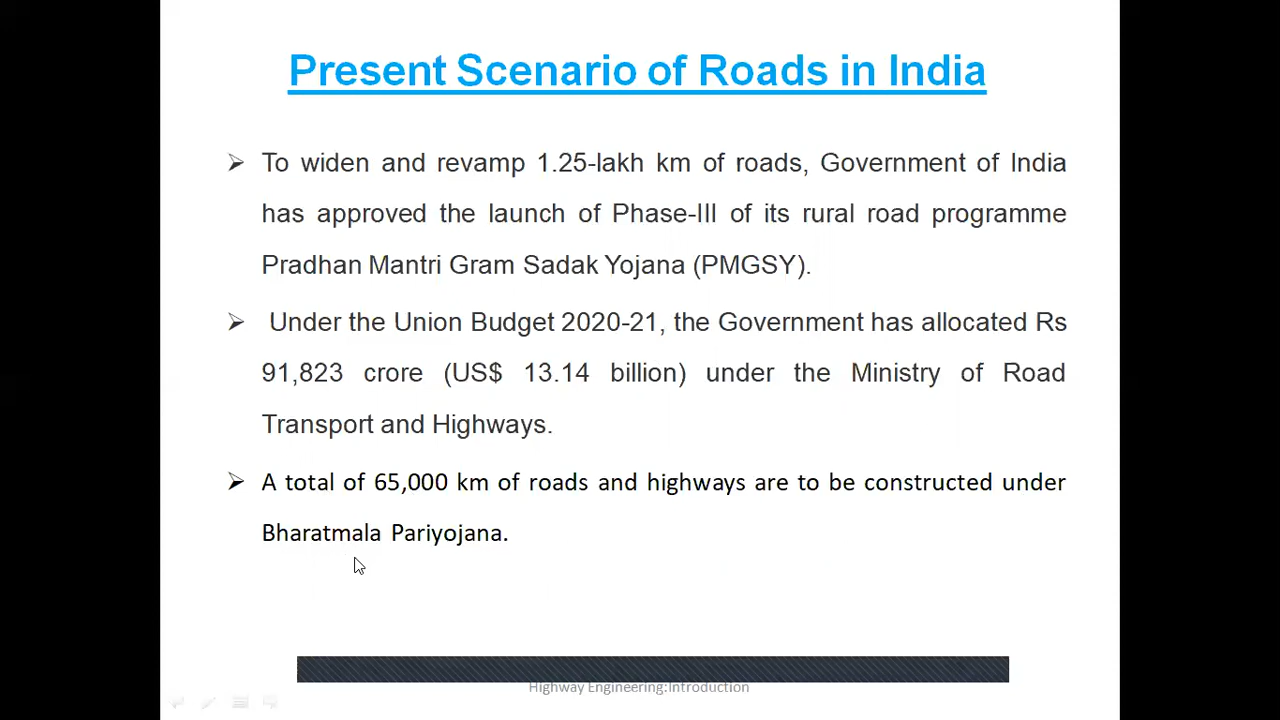 Present Scenario of Roads in India
➢ To widen and revamp 1.25-lakh km of roads, Government of India
has approved the launch of Phase-III of its rural road programme
Pradhan Mantri Gram Sadak Yojana (PMGSY).
➢ Under the Union Budget 2020-21, the Government has allocated Rs
91,823 crore (US$ 13.14 billion) under the Ministry of Road
Transport and Highways.
➢ A total of 65,000 km of roads and highways are to be constructed under
Bharatmala Pariyojana.
Highway Engineering:Introduction